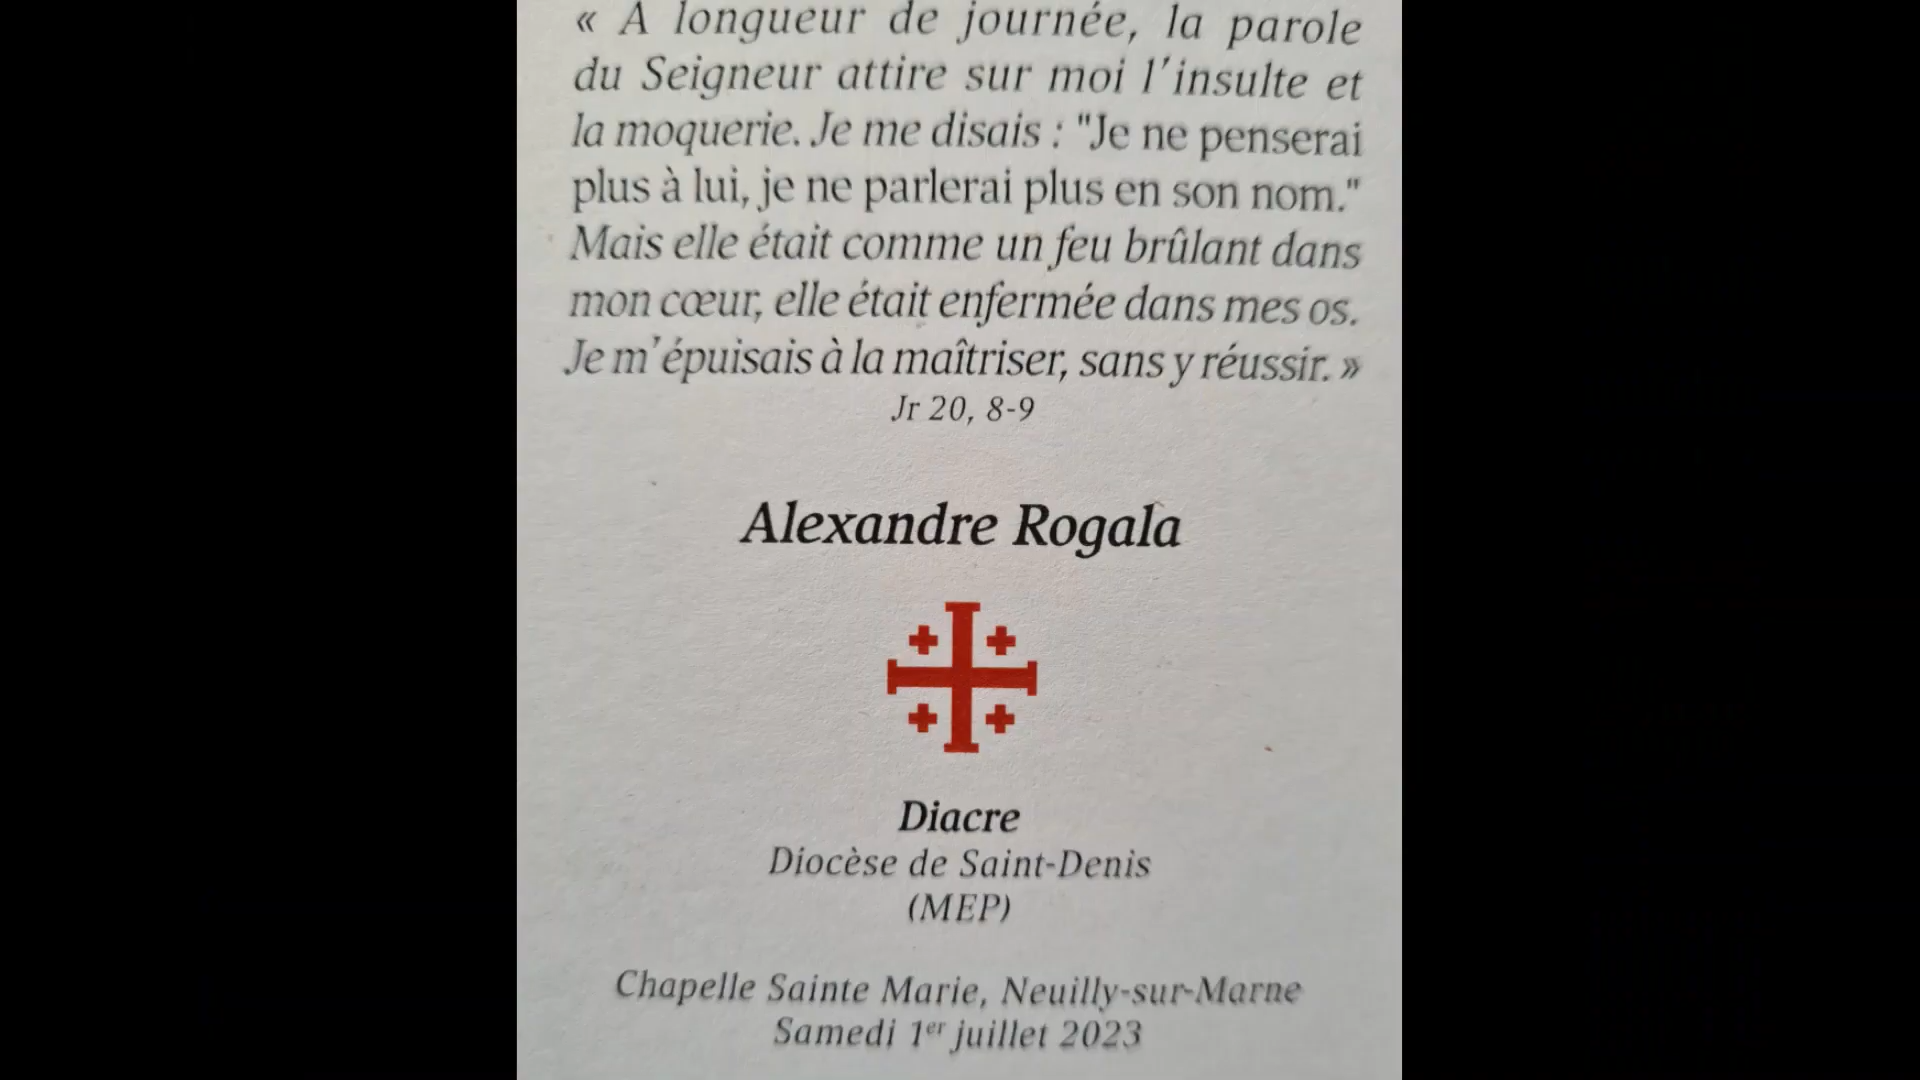 « A longueur de journée, la parole
du Seigneur attire sur moi l'insulte et
la moquerie. Je me disais : "Je ne penserai
plus à lui, je ne parlerai plus en son nom."
Mais elle était comme un feu brûlant dans
mon cœur, elle était enfermée dans mes os.
Je m'épuisais à la maîtriser, sans y réussir. »
Jr 20, 8-9
Alexandre Rogala
Diacre
Diocèse de Saint-Denis
(MEP)
Chapelle Sainte Marie, Neuilly-sur-Marne
Samedi 1er juillet 2023